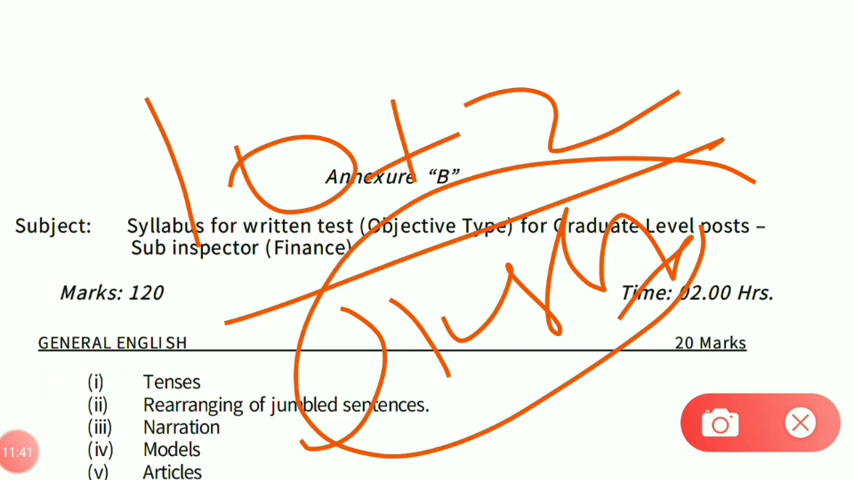 10+2
Annexure “B”
Subject: Syllabus for written test (Objective Type) for Graduate Level posts –
Sub inspector (Finance)
Marks: 120 Time: 02.00 Hrs.
GENERAL ENGLISH 20 Marks
(i) Tenses
(ii) Rearranging of jumbled sentences.
(iii) Narration
(iv) Models
(v) Articles
11:41